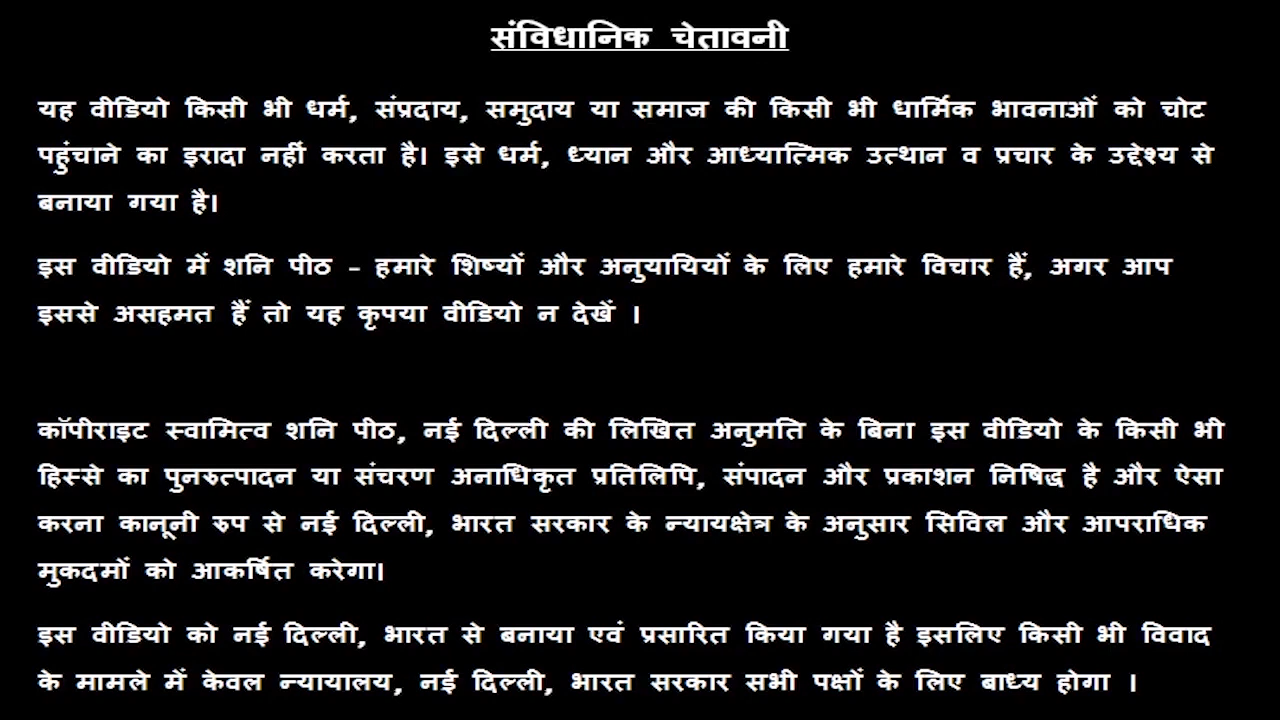 संविधानिक चेतावनी
यह वीडियो किसी भी धर्म, संप्रदाय, समुदाय या समाज की किसी भी धार्मिक भावनाओं को चोट
पहुंचाने का इरादा नहीं करता है। इसे धर्म, ध्यान और आध्यात्मिक उत्थान व प्रचार के उद्देश्य से
बनाया गया है।
इस वीडियो में शनि पीठ – हमारे शिष्यों और अनुयायियों के लिए हमारे विचार हैं, अगर आप
इससे असहमत हैं तो यह कृपया वीडियो न देखें ।
कॉपीराइट स्वामित्व शनि पीठ, नई दिल्ली की लिखित अनुमति के बिना इस वीडियो के किसी भी
हिस्से का पुनरुत्पादन या संचरण अनाधिकृत प्रतिलिपि, संपादन और प्रकाशन निषिद्ध है और ऐसा
करना कानूनी रुप से नई दिल्ली, भारत सरकार के न्यायक्षेत्र के अनुसार सिविल और आपराधिक
मुकदमों को आकर्षित करेगा।
इस वीडियो को नई दिल्ली, भारत से बनाया एवं प्रसारित किया गया है इसलिए किसी भी विवाद
के मामले में केवल न्यायालय, नई दिल्ली, भारत सरकार सभी पक्षों के लिए बाध्य होगा ।